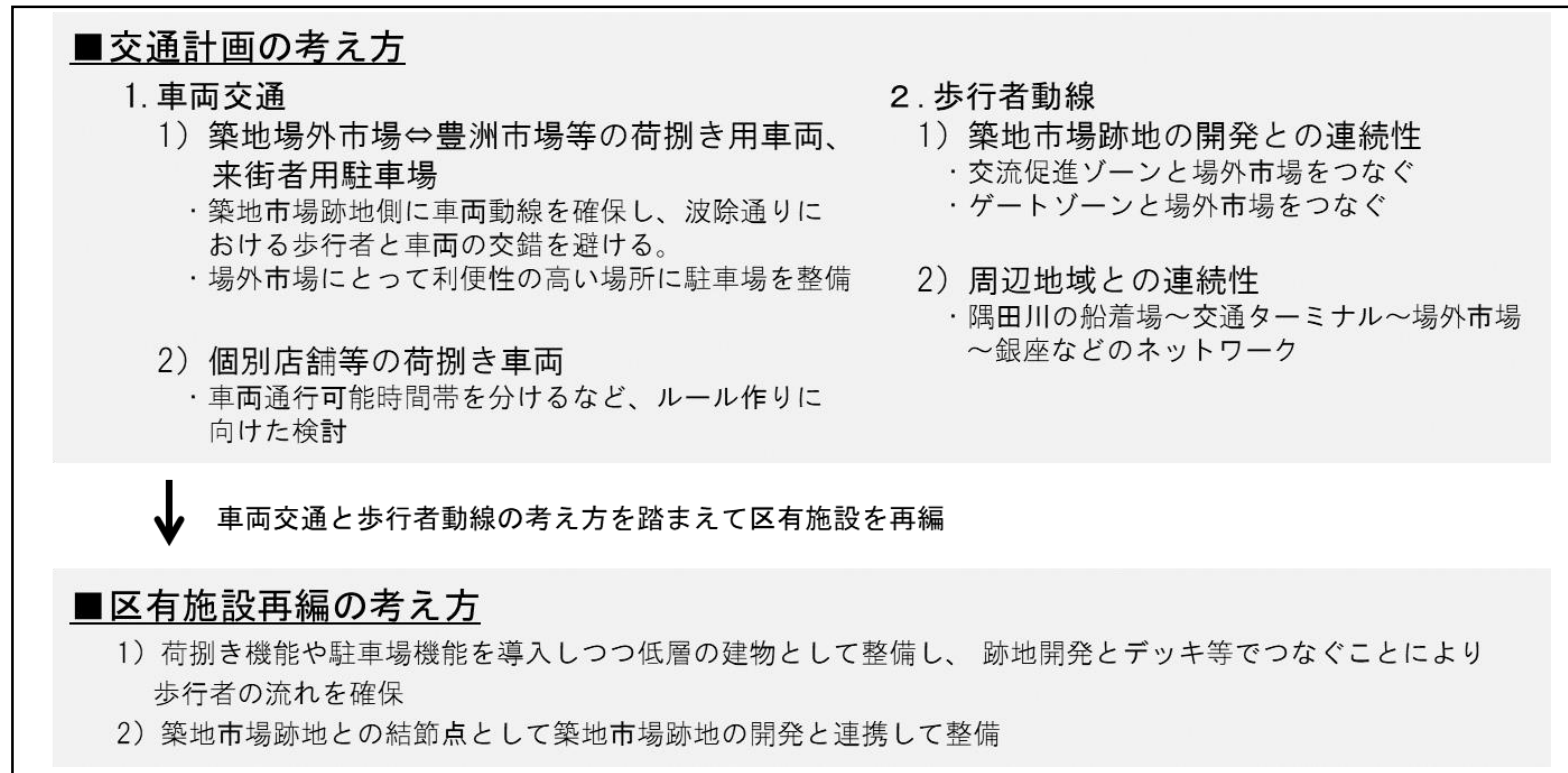 ■交通計画の考え方
1. 車両交通
1）築地場外市場⇔豊洲市場等の荷捌き用車両、
来街者用駐車場
・築地市場跡地側に車両動線を確保し、波除通りに
おける歩行者と車両の交錯を避ける。
・場外市場にとって利便性の高い場所に駐車場を整備
2）個別店舗等の荷捌き車両
・車両通行可能時間帯を分けるなど、ルール作りに
向けた検討
２. 歩行者動線
1）築地市場跡地の開発との連続性
・交流促進ゾーンと場外市場をつなぐ
・ゲートゾーンと場外市場をつなぐ
2）周辺地域との連続性
・隅田川の船着場～交通ターミナル～場外市場
～銀座などのネットワーク
車両交通と歩行者動線の考え方を踏まえて区有施設を再編
■区有施設再編の考え方
1）荷捌き機能や駐車場機能を導入しつつ低層の建物として整備し、 跡地開発とデッキ等でつなぐことにより
歩行者の流れを確保
2）築地市場跡地との結節点として築地市場跡地の開発と連携して整備